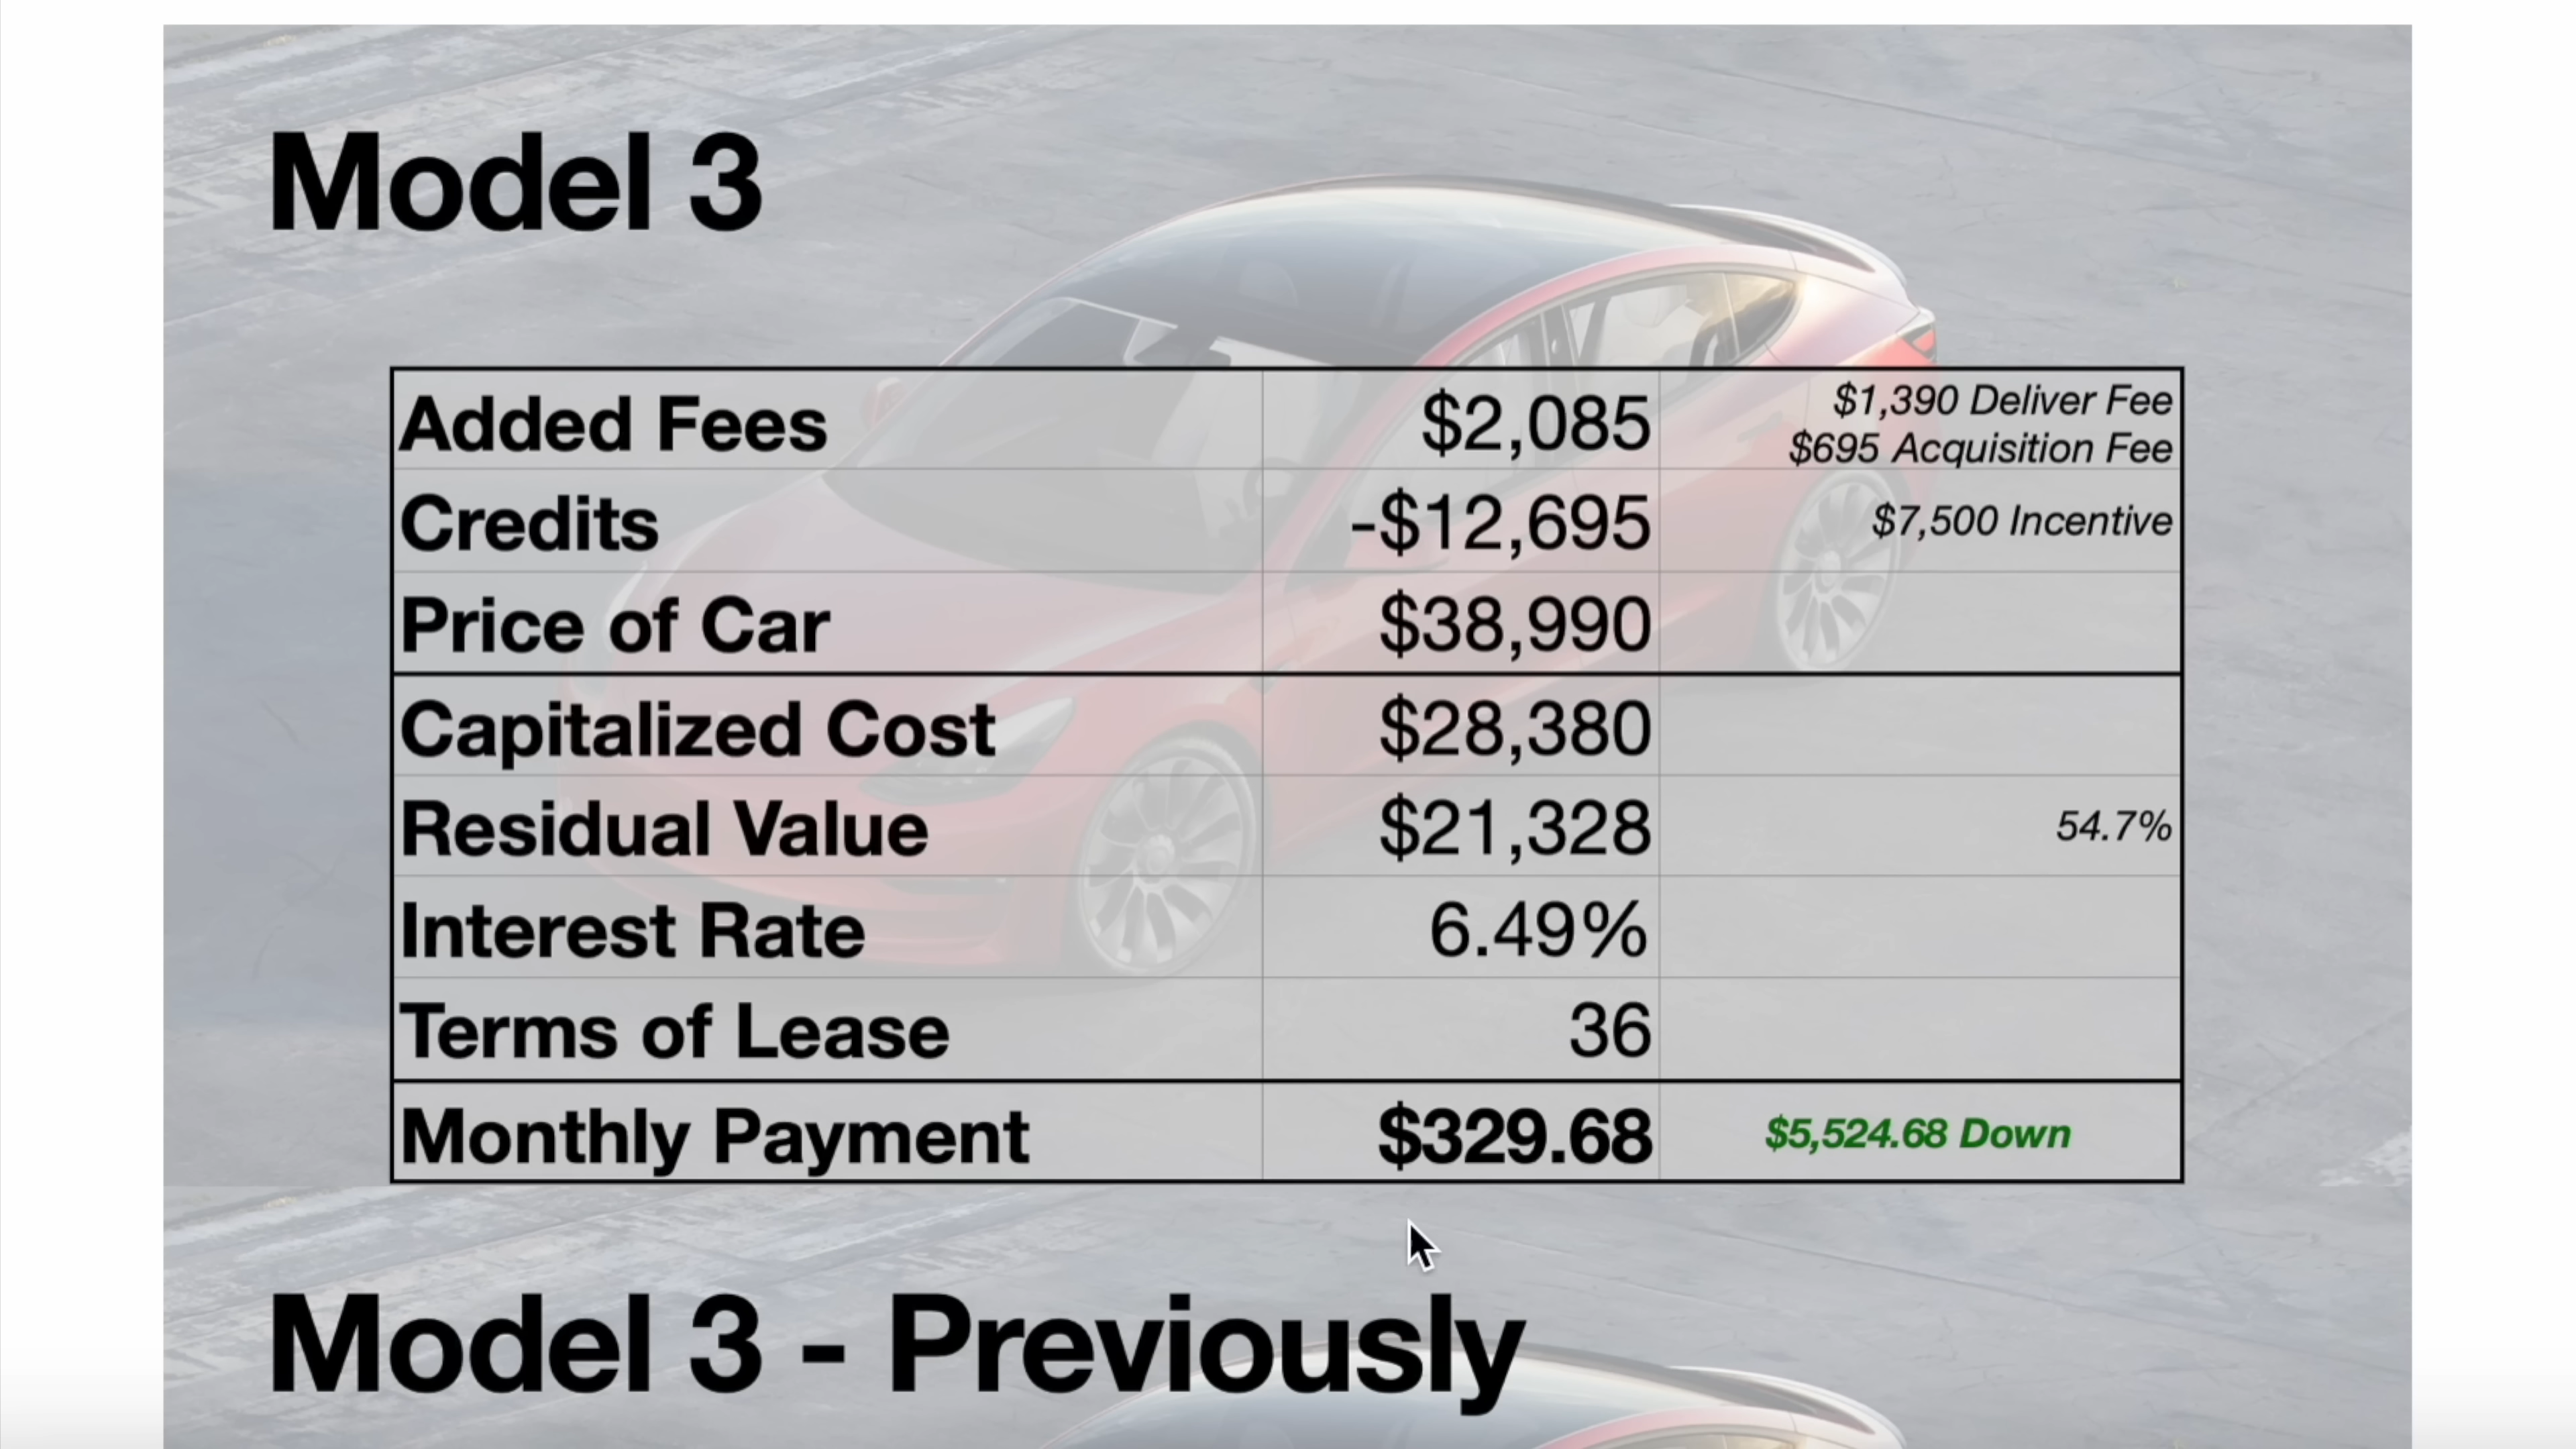 Model 3
Added Fees $2,085 $1,390 Deliver Fee
$695 Acquisition Fee
Credits -$12,695 $7,500 Incentive
Price of Car $38,990
Capitalized Cost $28,380
Residual Value $21,328 54.7%
Interest Rate 6.49%
Terms of Lease 36
Monthly Payment $329.68 $5,524.68 Down
Model 3 - Previously